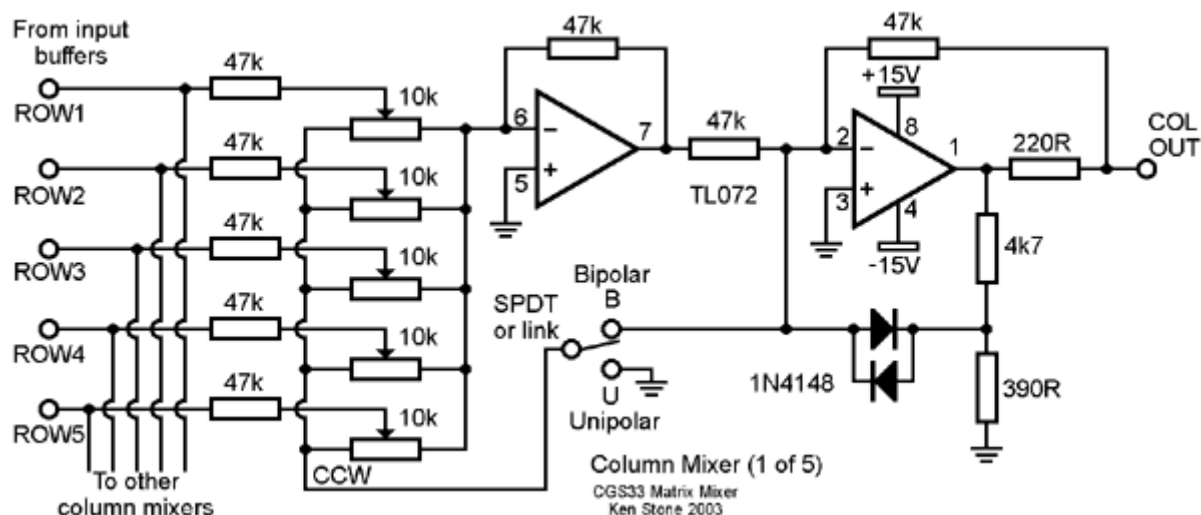 From input
buffers
ROW1
47k
10k
ROW2
47k
10k
ROW3
47k
10k
ROW4
47k
10k
ROW5
47k
10k
CCW
To other
column mixers
47k
6
-
+
5
7
47k
TL072
47k
+15V
8
2
-
+
3
1
4
-15V
220R
COL
OUT
4k7
390R
1N4148
SPDT
or link
Bipolar
B
U
Unipolar
Column Mixer (1 of 5)
CGS33 Matrix Mixer
Ken Stone 2003